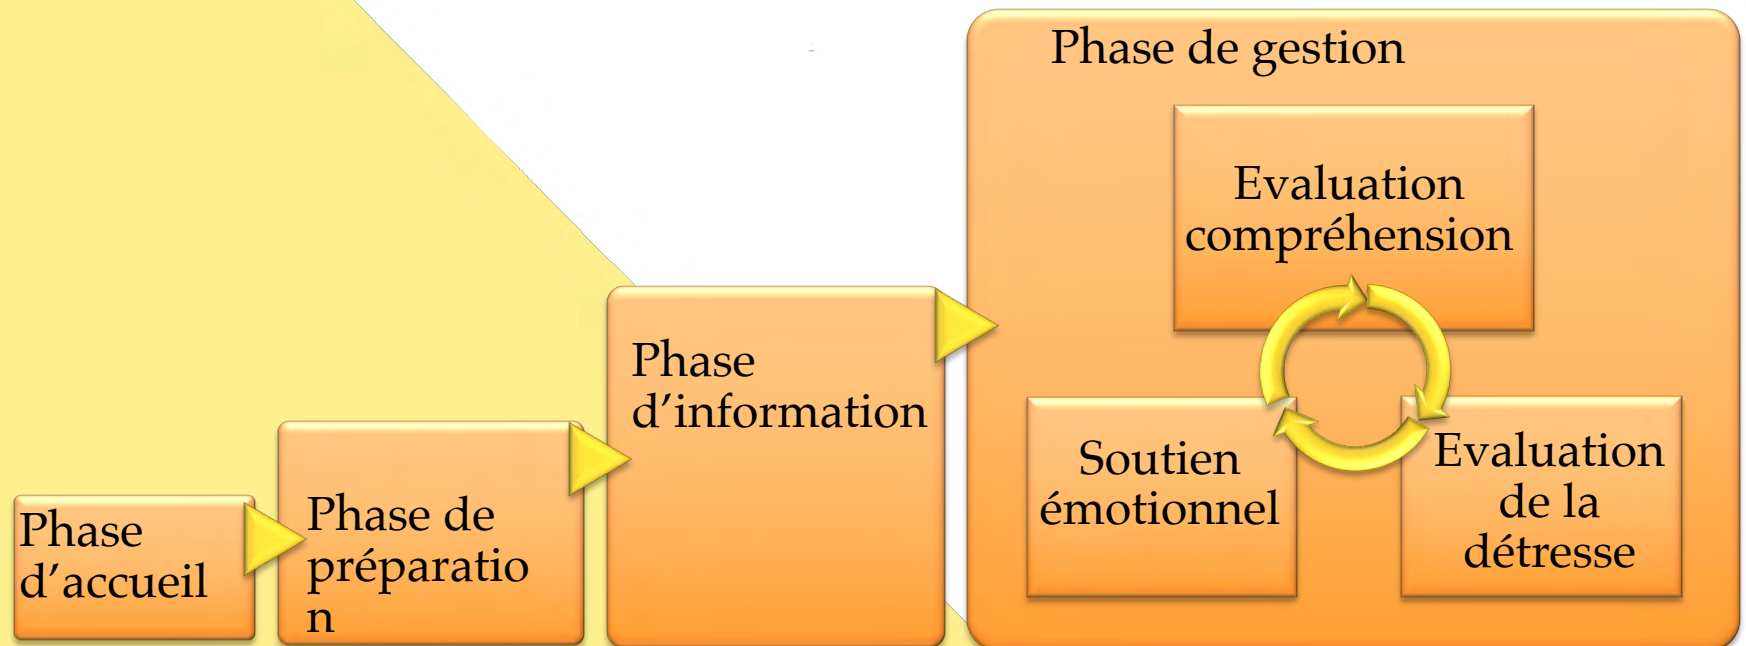 Phase
d’accueil
Phase de
préparatio
n
Phase
d’information
Phase de gestion
Evaluation
compréhension
Soutien
émotionnel
Evaluation
de la
détresse